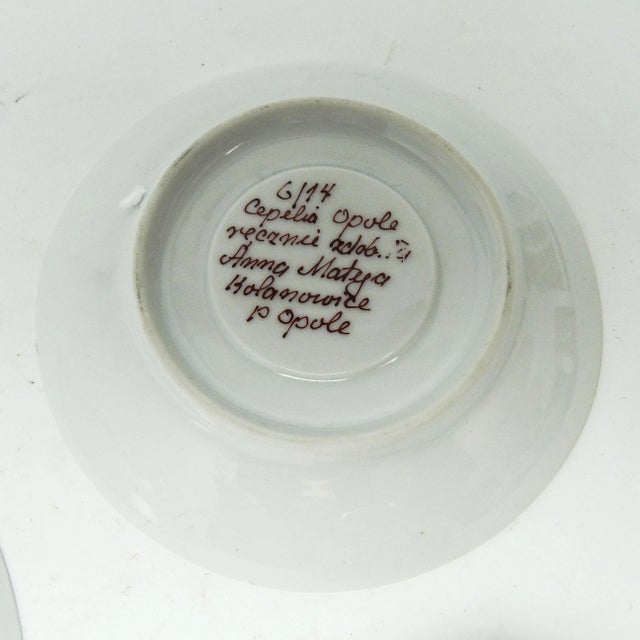 6/14
Cepelia Opole
ręcznie zdob.
Anna Matyja
Kolanowice
p Opole